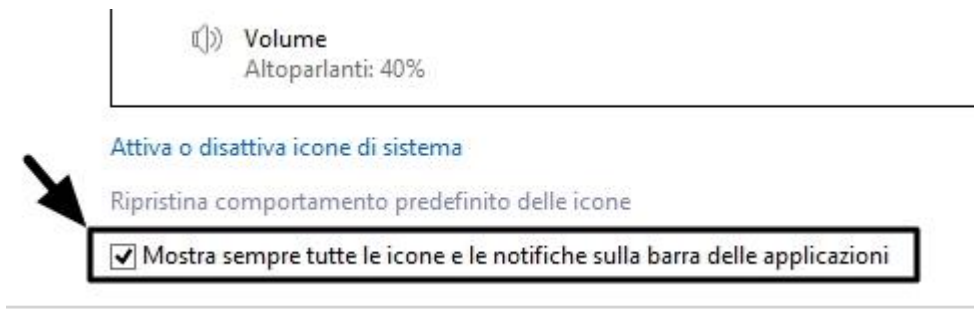 Volume
Altoparlanti: 40%
Attiva o disattiva icone di sistema
Ripristina comportamento predefinito delle icone
Mostra sempre tutte le icone e le notifiche sulla barra delle applicazioni